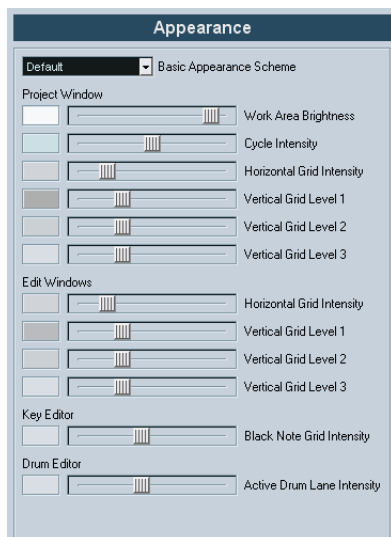 Appearance
Default Basic Appearance Scheme
Project Window
Work Area Brightness
Cycle Intensity
Horizontal Grid Intensity
Vertical Grid Level 1
Vertical Grid Level 2
Vertical Grid Level 3
Edit Windows
Horizontal Grid Intensity
Vertical Grid Level 1
Vertical Grid Level 2
Vertical Grid Level 3
Key Editor
Black Note Grid Intensity
Drum Editor
Active Drum Lane Intensity